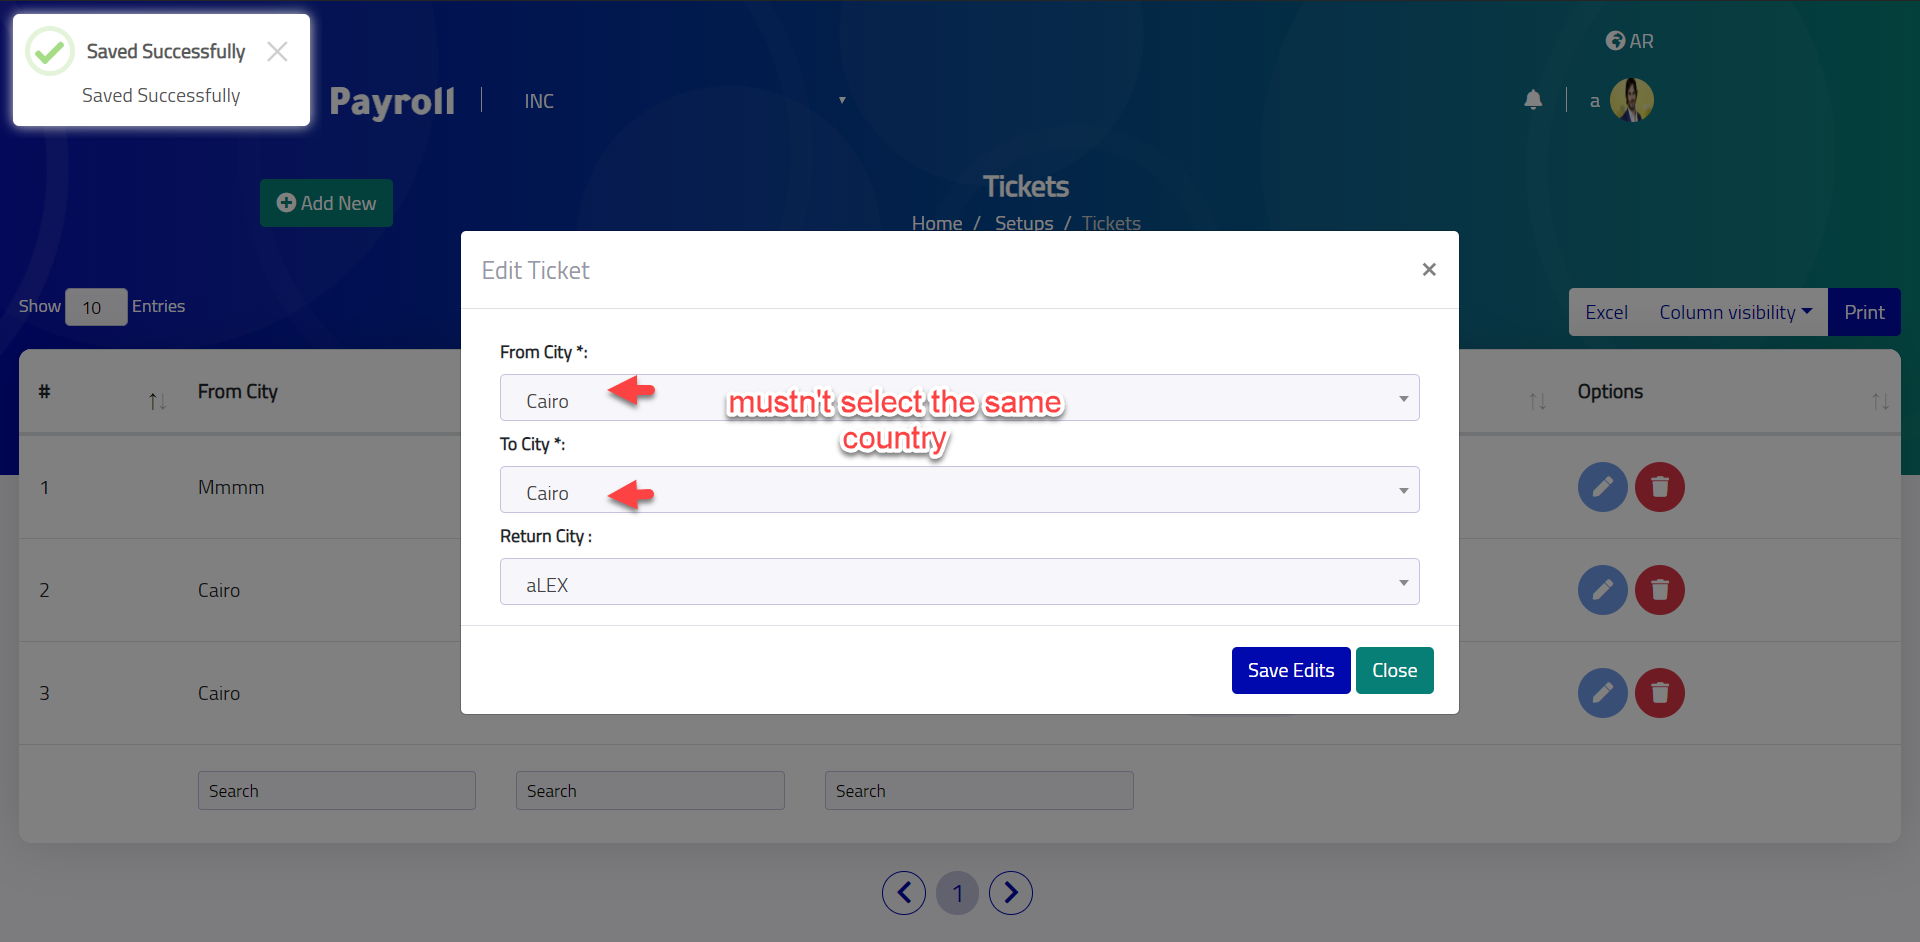 Saved Successfully
Saved Successfully
Payroll
INC
AR
a
Add New
Tickets
Home / Setups / Tickets
Show 10 Entries
Excel
Column visibility
Print
Edit Ticket
×
From City *:
Cairo
mustn't select the same
country
To City *:
Cairo
Return City :
aLEX
Save Edits
Close
#
From City
Options
1
Mmmm
2
Cairo
3
Cairo
Search
Search
Search
1